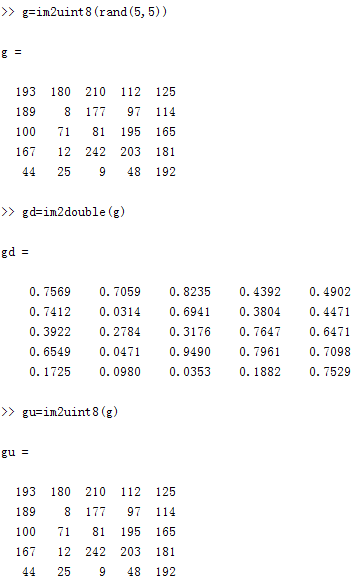 >> g=im2uint8(rand(5,5))
g =
193 180 210 112 125
189 8 177 97 114
100 71 81 195 165
167 12 242 203 181
44 25 9 48 192
>> gd=im2double(g)
gd =
0.7569 0.7059 0.8235 0.4392 0.4902
0.7412 0.0314 0.6941 0.3804 0.4471
0.3922 0.2784 0.3176 0.7647 0.6471
0.6549 0.0471 0.9490 0.7961 0.7098
0.1725 0.0980 0.0353 0.1882 0.7529
>> gu=im2uint8(g)
gu =
193 180 210 112 125
189 8 177 97 114
100 71 81 195 165
167 12 242 203 181
44 25 9 48 192